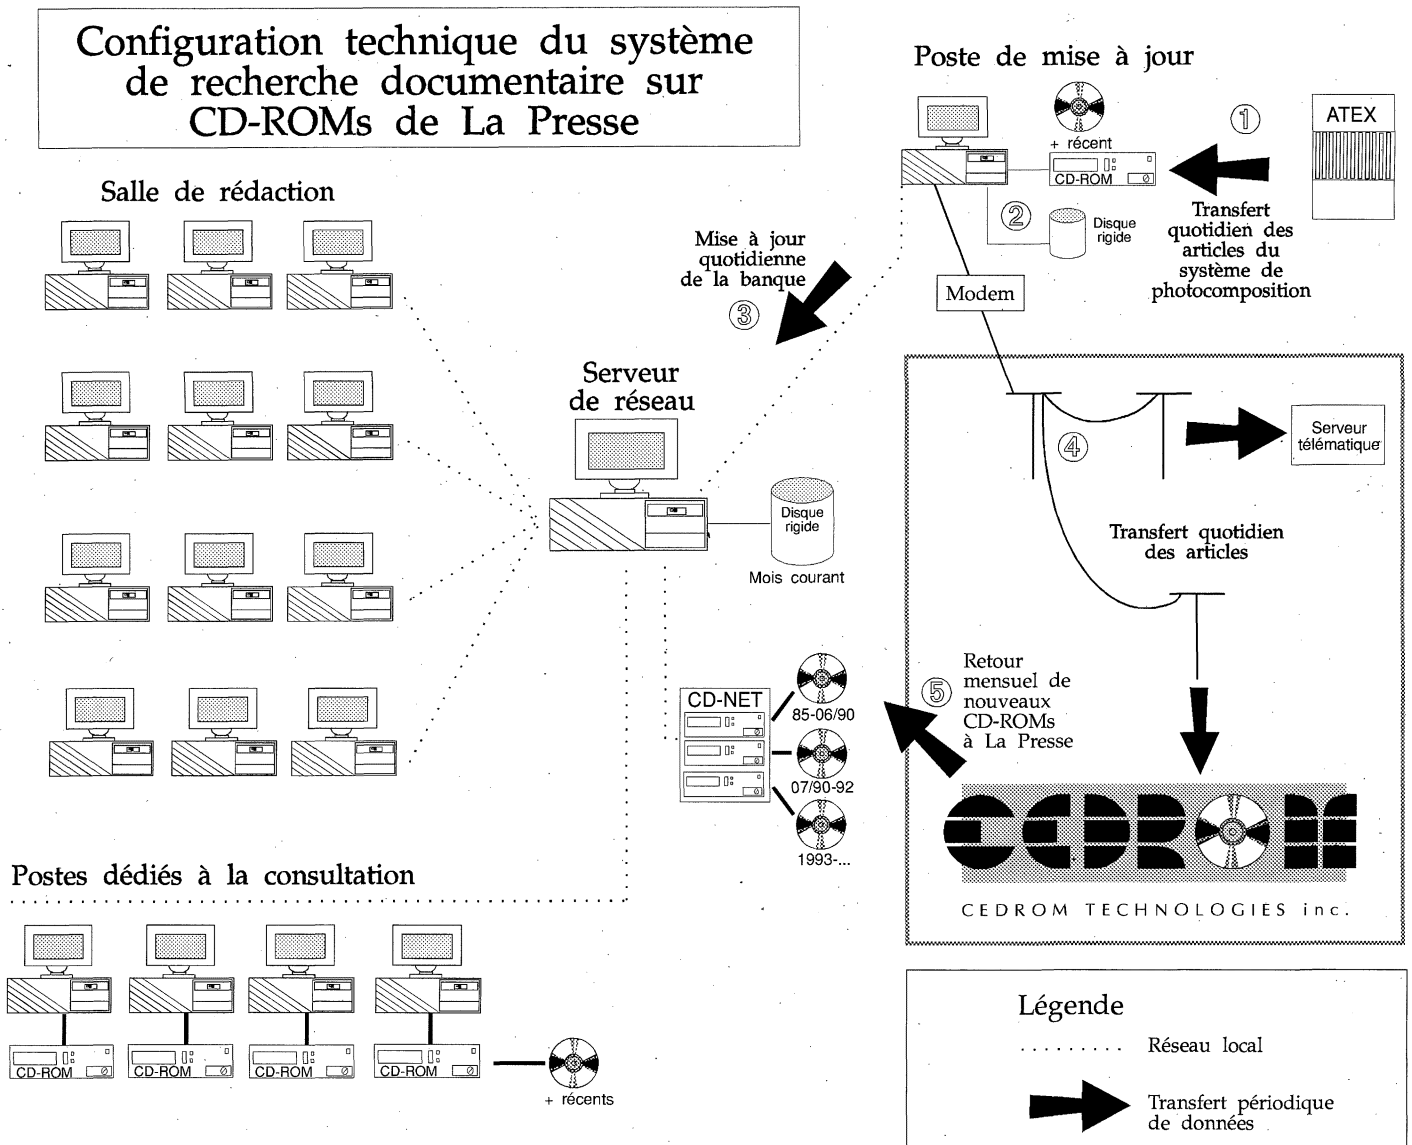 Configuration technique du système
de recherche documentaire sur
CD-ROMs de La Presse
Salle de rédaction
Poste de mise à jour
+ récent
CD-ROM
1
ATEX
Transfert
quotidien des
articles du
système de
photocomposition
2
Disque
rigide
Modem
Mise à jour
quotidienne
de la banque
3
Serveur
de réseau
Disque
rigide
Mois courant
4
Serveur
télématique
Transfert quotidien
des articles
5
Retour
mensuel de
nouveaux
CD-ROMs
à La Presse
CD-NET
85-06/90
07/90-92
1993-...
CEDROM
CEDROM TECHNOLOGIES inc.
Postes dédiés à la consultation
CD-ROM
CD-ROM
CD-ROM
CD-ROM
+ récents
Légende
Réseau local
Transfert périodique
de données